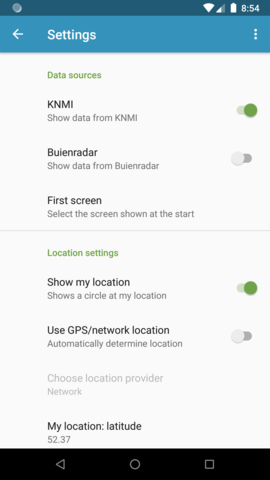 8:54
Settings
Data sources
KNMI
Show data from KNMI
Buienradar
Show data from Buienradar
First screen
Select the screen shown at the start
Location settings
Show my location
Shows a circle at my location
Use GPS/network location
Automatically determine location
Choose location provider
Network
My location: latitude
52.37